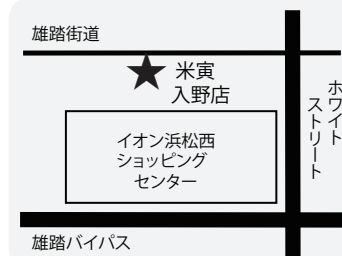 雄踏街道
米寅
入野店
ホワイト
ストリート
イオン浜松西
ショッピング
センター
雄踏バイパス